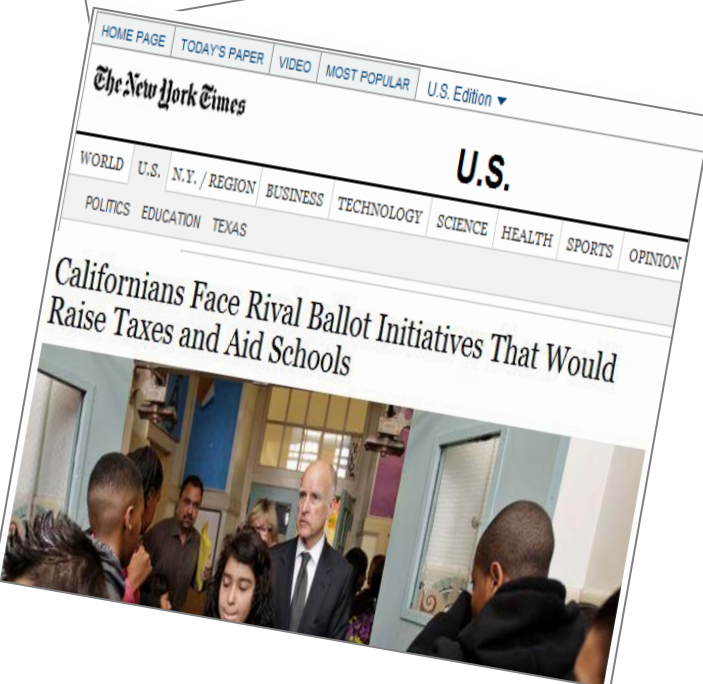 HOME PAGE TODAY'S PAPER VIDEO MOST POPULAR U.S. Edition
The New York Times
U.S.
WORLD U.S. N.Y. / REGION BUSINESS TECHNOLOGY SCIENCE HEALTH SPORTS OPINION
POLITICS EDUCATION TEXAS
Californians Face Rival Ballot Initiatives That Would
Raise Taxes and Aid Schools